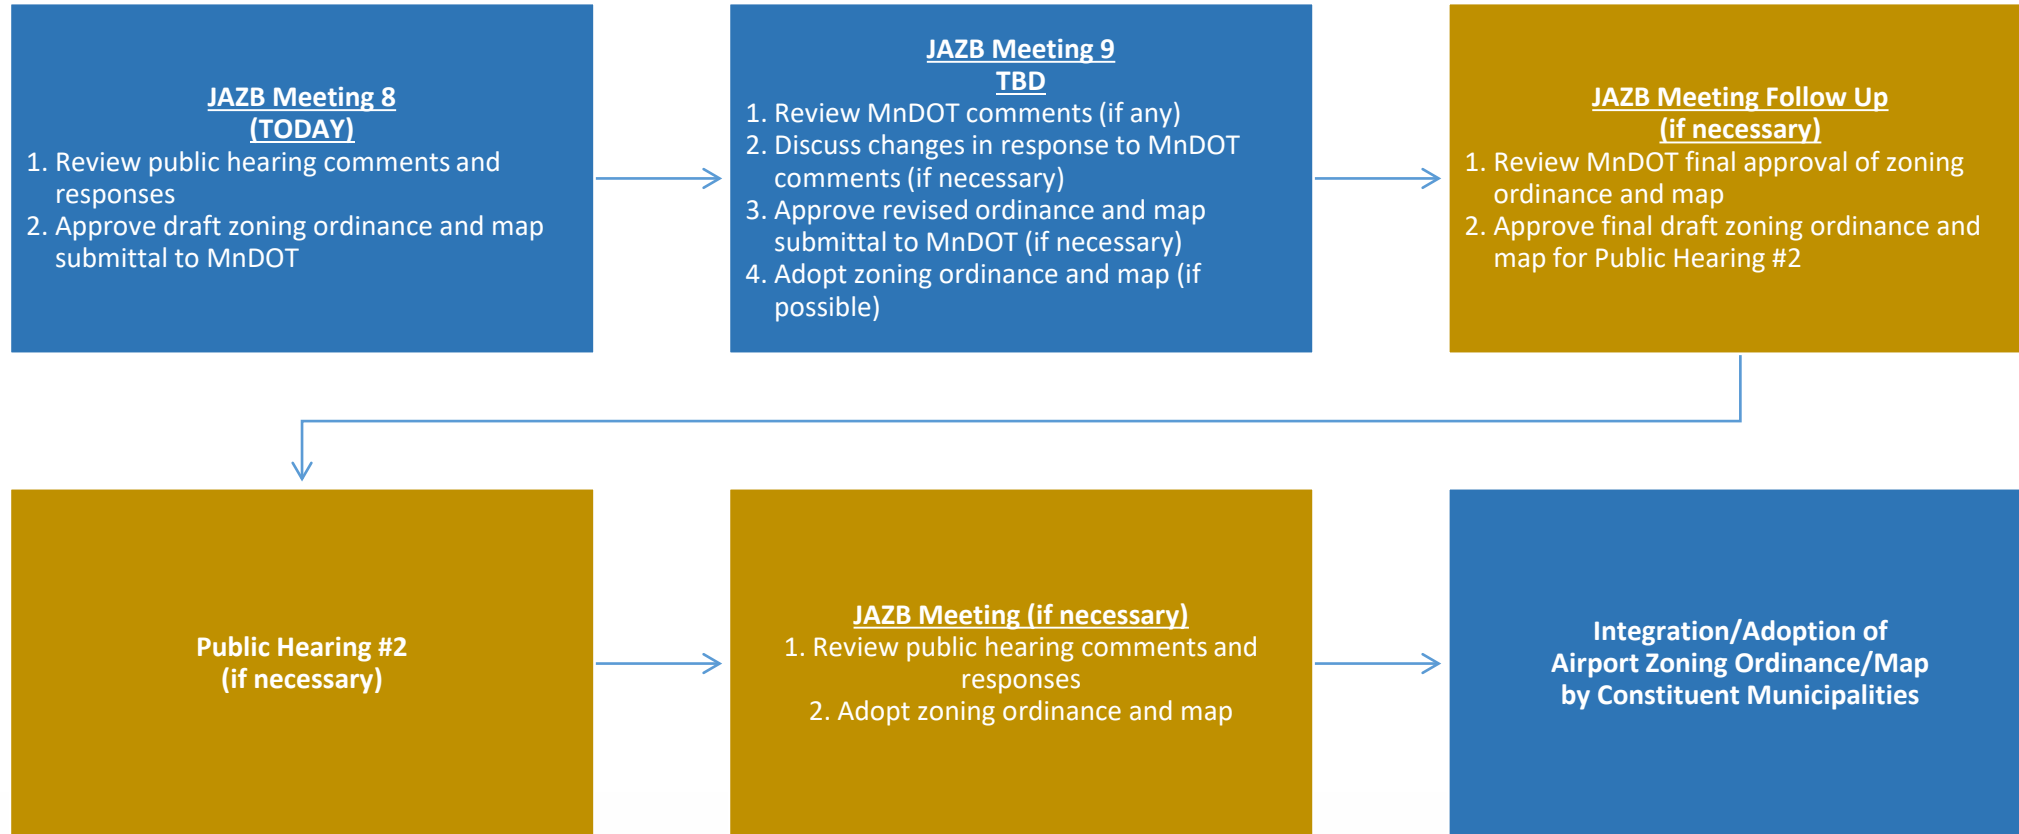 JAZB Meeting 8
(TODAY)
1. Review public hearing comments and
responses
2. Approve draft zoning ordinance and map
submittal to MnDOT
JAZB Meeting 9
TBD
1. Review MnDOT comments (if any)
2. Discuss changes in response to MnDOT
comments (if necessary)
3. Approve revised ordinance and map
submittal to MnDOT (if necessary)
4. Adopt zoning ordinance and map (if
possible)
JAZB Meeting Follow Up
(if necessary)
1. Review MnDOT final approval of zoning
ordinance and map
2. Approve final draft zoning ordinance and
map for Public Hearing #2
Public Hearing #2
(if necessary)
JAZB Meeting (if necessary)
1. Review public hearing comments and
responses
2. Adopt zoning ordinance and map
Integration/Adoption of
Airport Zoning Ordinance/Map
by Constituent Municipalities